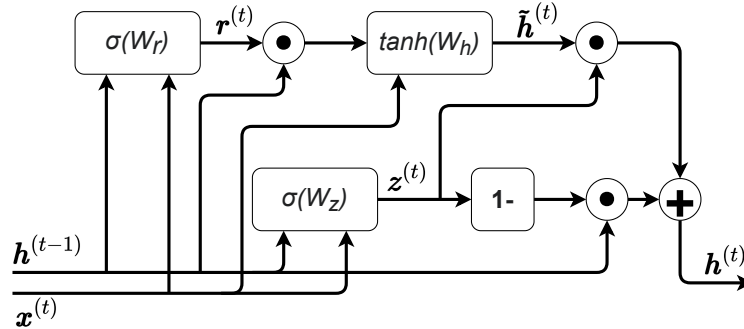 σ(W_r) r^(t) tanh(W_h) h̃^(t)
σ(W_z) z^(t) 1- +
h^(t−1) h^(t)
x^(t)